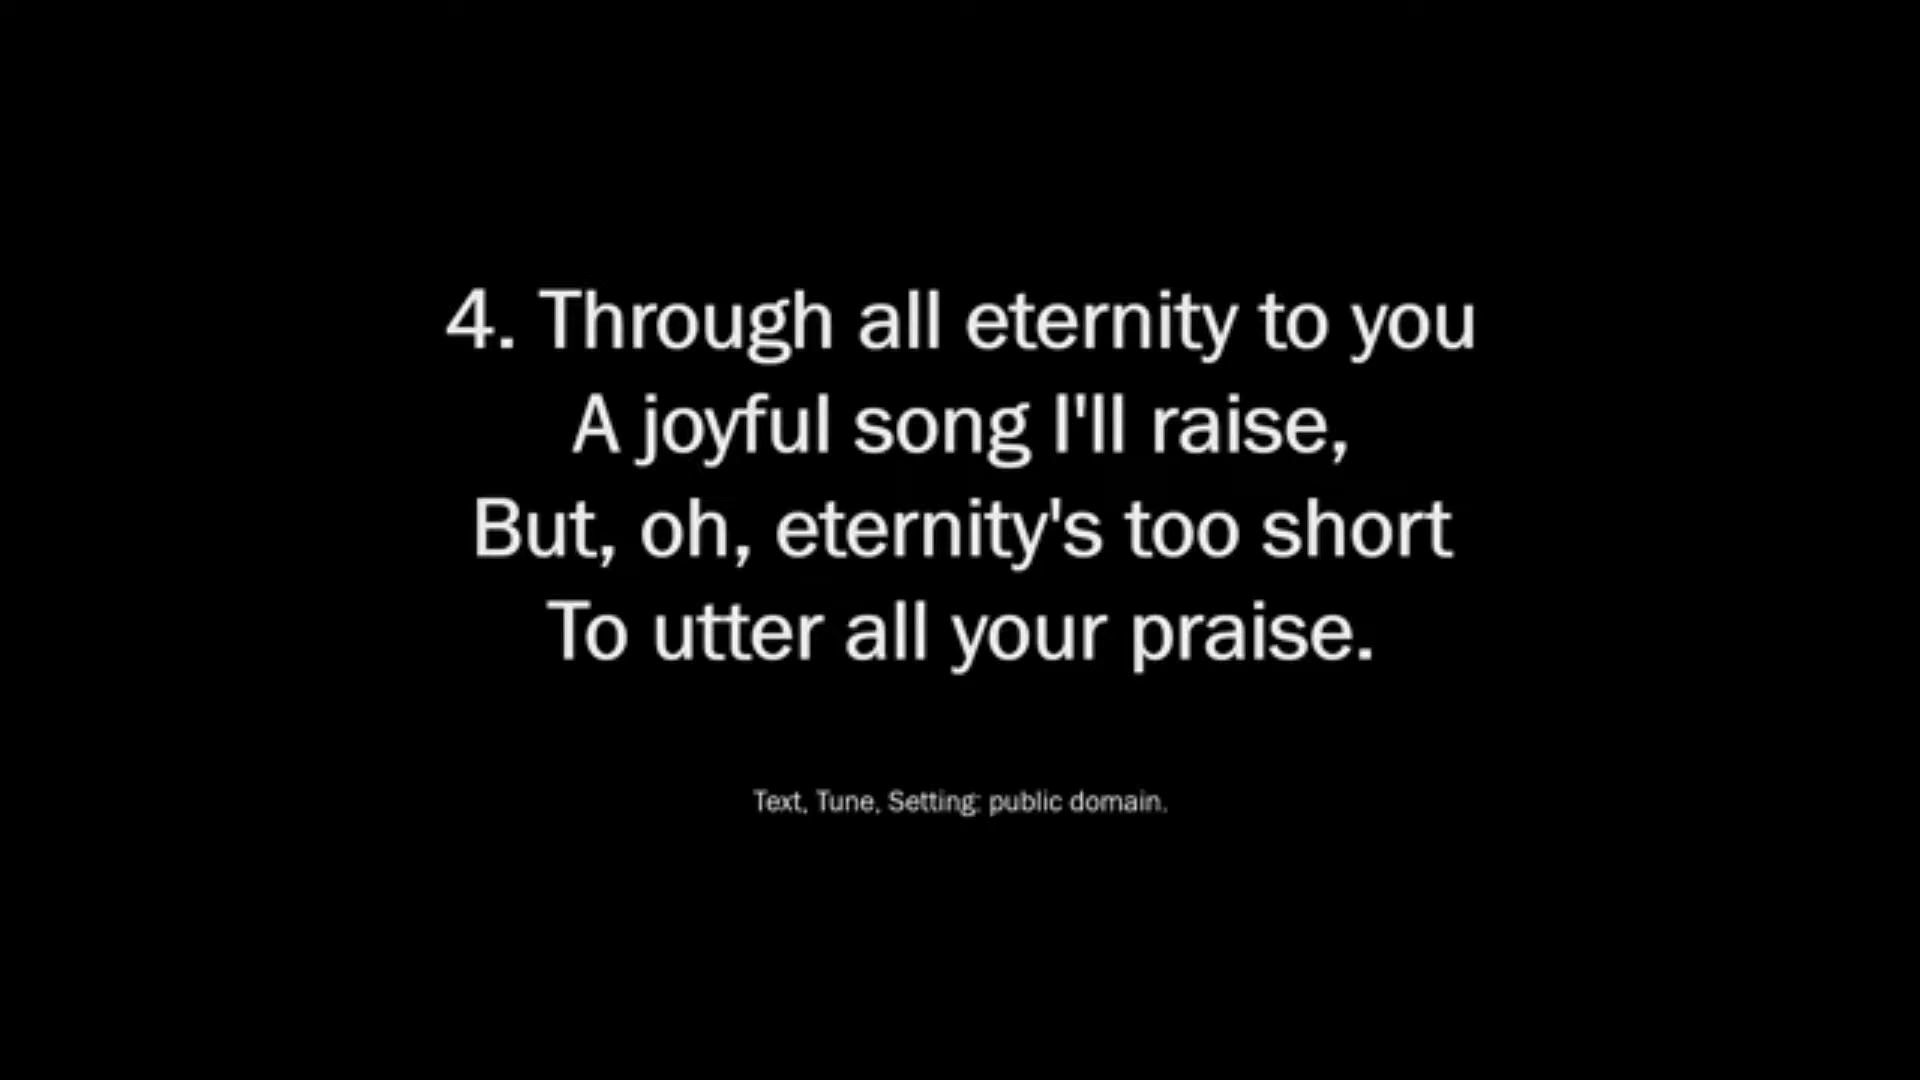 4. Through all eternity to you
A joyful song I'll raise,
But, oh, eternity's too short
To utter all your praise.
Text, Tune, Setting: public domain.